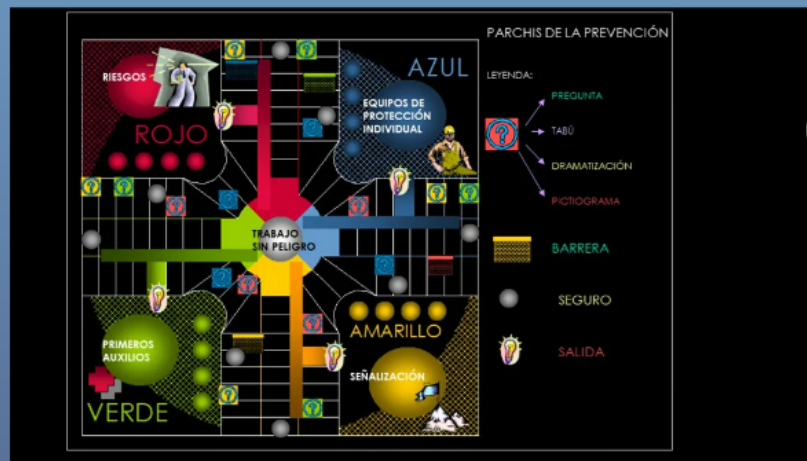 PARCHIS DE LA PREVENCIÓN
RIESGOS
ROJO
AZUL
EQUIPOS DE
PROTECCIÓN
INDIVIDUAL
LEYENDA:
PREGUNTA
TABÚ
DRAMATIZACIÓN
PICTIOGRAMA
BARRERA
SEGURO
SALIDA
TRABAJO
SIN PELIGRO
PRIMEROS
AUXILIOS
VERDE
AMARILLO
SEÑALIZACIÓN